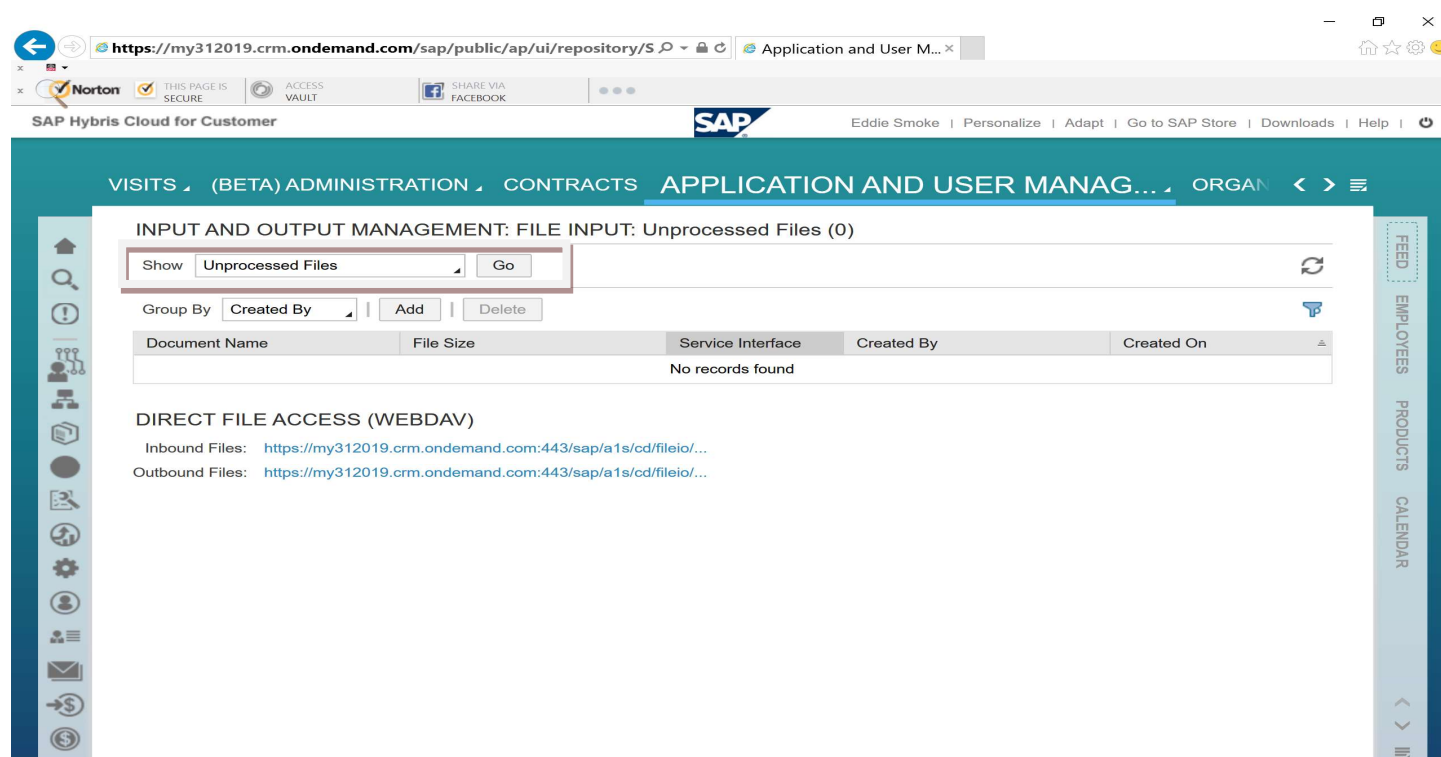 https://my312019.crm.ondemand.com/sap/public/ap/ui/repository/S
Application and User M...
Norton
THIS PAGE IS SECURE
ACCESS VAULT
SHARE VIA FACEBOOK
SAP Hybris Cloud for Customer
SAP
Eddie Smoke | Personalize | Adapt | Go to SAP Store | Downloads | Help |
VISITS (BETA) ADMINISTRATION CONTRACTS APPLICATION AND USER MANAG... ORGAN
INPUT AND OUTPUT MANAGEMENT: FILE INPUT: Unprocessed Files (0)
Show Unprocessed Files Go
Group By Created By | Add | Delete
Document Name File Size Service Interface Created By Created On
No records found
DIRECT FILE ACCESS (WEBDAV)
Inbound Files: https://my312019.crm.ondemand.com:443/sap/a1s/cd/fileio/...
Outbound Files: https://my312019.crm.ondemand.com:443/sap/a1s/cd/fileio/...
FEED
EMPLOYEES
PRODUCTS
CALENDAR